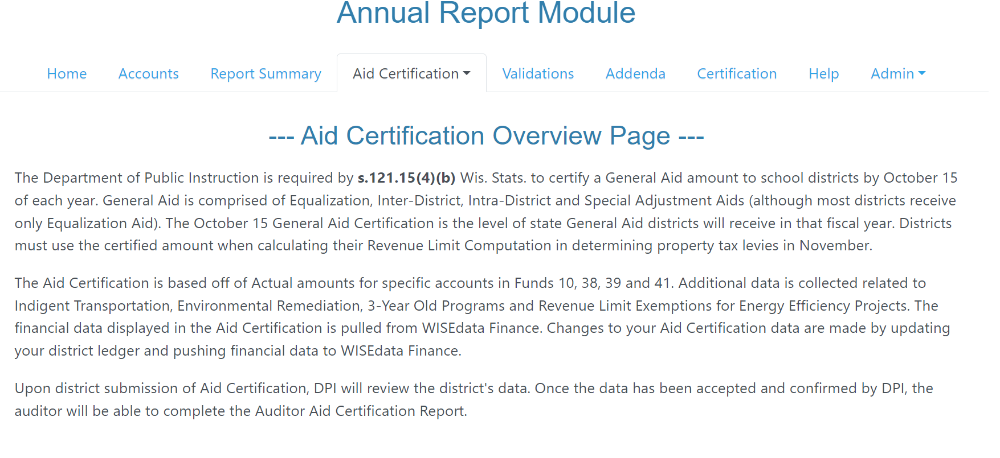 Annual Report Module
Home Accounts Report Summary Aid Certification Validations Addenda Certification Help Admin
--- Aid Certification Overview Page ---
The Department of Public Instruction is required by s.121.15(4)(b) Wis. Stats. to certify a General Aid amount to school districts by October 15
of each year. General Aid is comprised of Equalization, Inter-District, Intra-District and Special Adjustment Aids (although most districts receive
only Equalization Aid). The October 15 General Aid Certification is the level of state General Aid districts will receive in that fiscal year. Districts
must use the certified amount when calculating their Revenue Limit Computation in determining property tax levies in November.
The Aid Certification is based off of Actual amounts for specific accounts in Funds 10, 38, 39 and 41. Additional data is collected related to
Indigent Transportation, Environmental Remediation, 3-Year Old Programs and Revenue Limit Exemptions for Energy Efficiency Projects. The
financial data displayed in the Aid Certification is pulled from WISEdata Finance. Changes to your Aid Certification data are made by updating
your district ledger and pushing financial data to WISEdata Finance.
Upon district submission of Aid Certification, DPI will review the district's data. Once the data has been accepted and confirmed by DPI, the
auditor will be able to complete the Auditor Aid Certification Report.